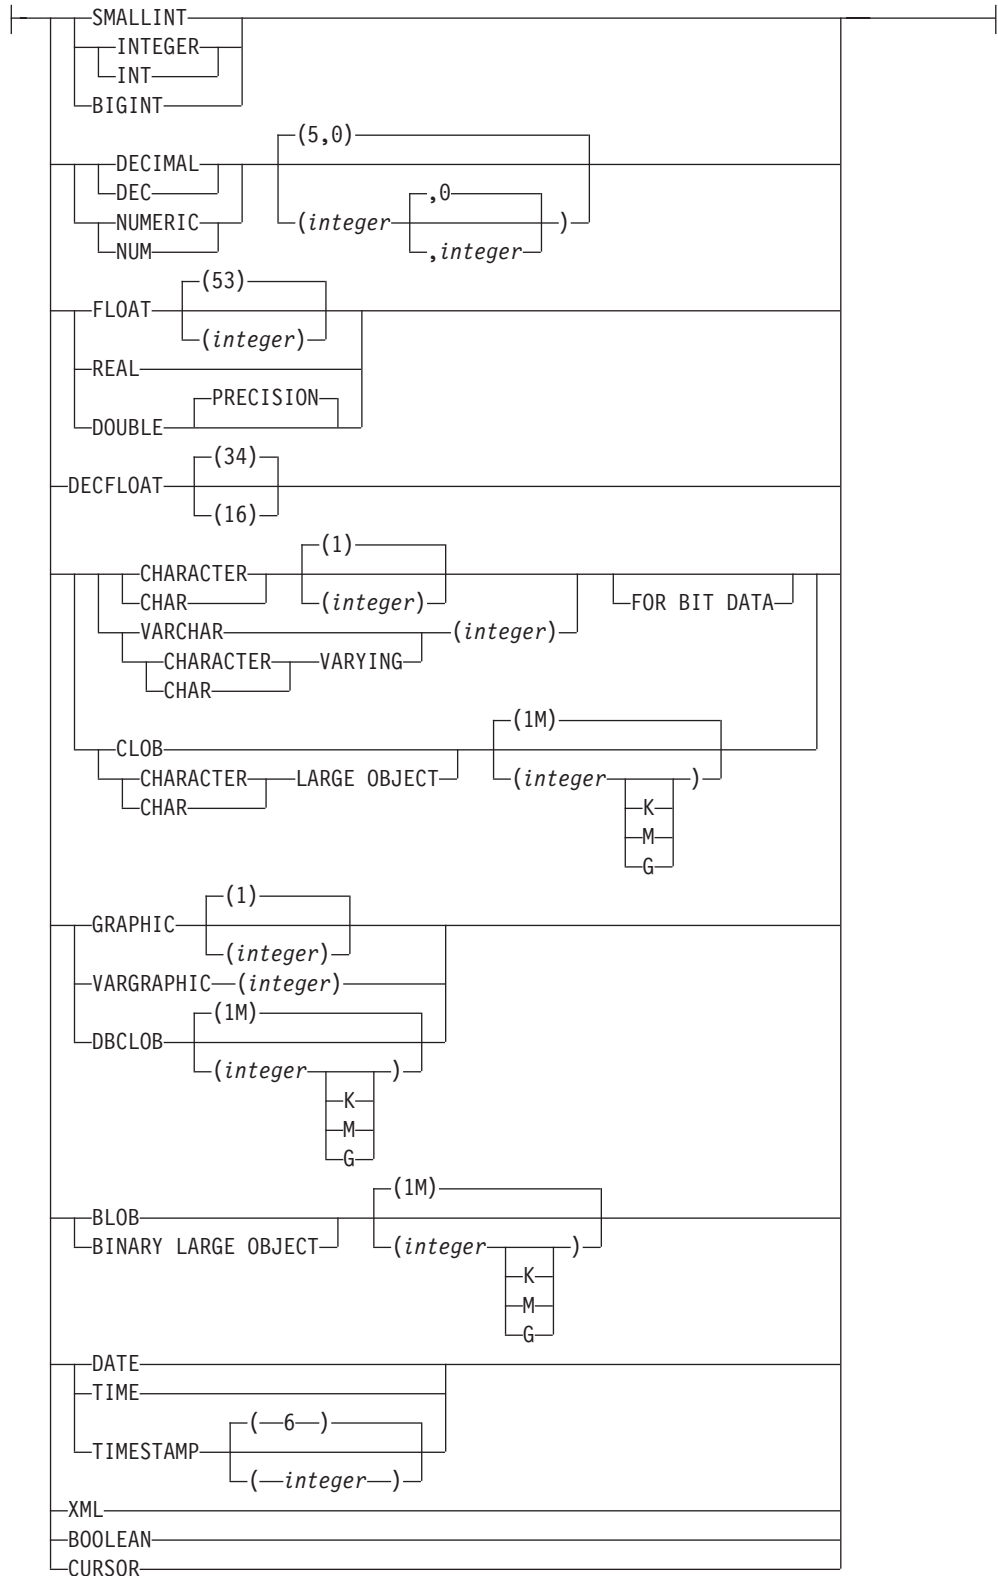 SMALLINT
INTEGER
INT
BIGINT
(5,0)
DECIMAL
DEC
,0
NUMERIC (integer )
NUM ,integer
(53)
FLOAT
(integer)
REAL
PRECISION
DOUBLE
(34)
DECFLOAT
(16)
(1)
CHARACTER
CHAR (integer) FOR BIT DATA
VARCHAR (integer)
CHARACTER VARYING
CHAR
(1M)
CLOB
CHARACTER LARGE OBJECT (integer )
CHAR K
M
G
(1)
GRAPHIC
(integer)
VARGRAPHIC (integer)
(1M)
DBCLOB
(integer )
K
M
G
(1M)
BLOB
BINARY LARGE OBJECT (integer )
K
M
G
DATE
TIME
( 6 )
TIMESTAMP
( integer )
XML
BOOLEAN
CURSOR